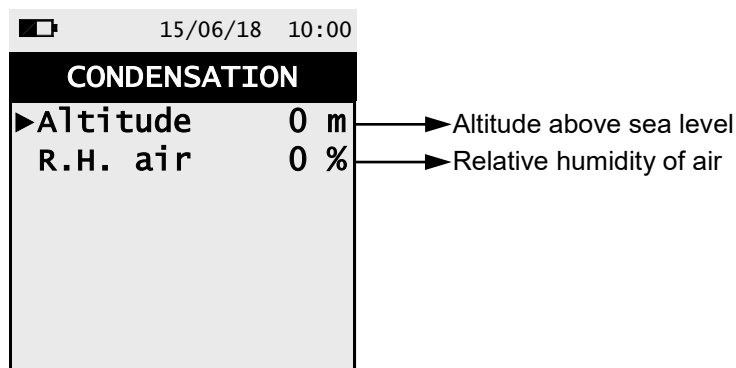 15/06/18 10:00
CONDENSATION
Altitude 0 m
Altitude above sea level
R.H. air 0 %
Relative humidity of air